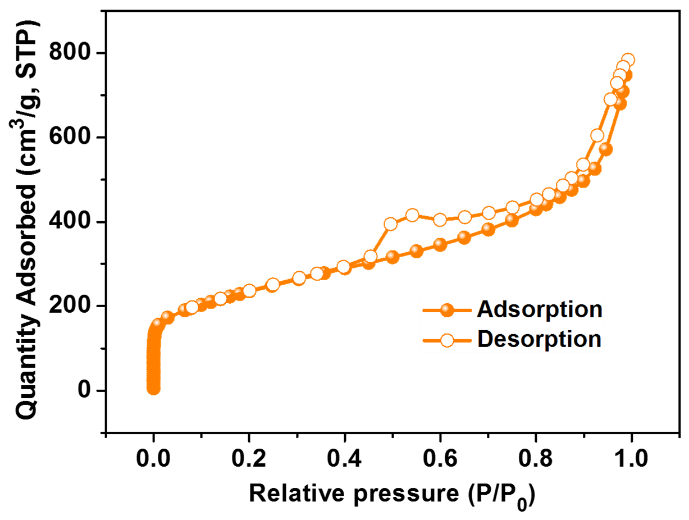 Quantity Adsorbed (cm³/g, STP)
800
600
400
200
0
Adsorption
Desorption
0.0 0.2 0.4 0.6 0.8 1.0
Relative pressure (P/P₀)